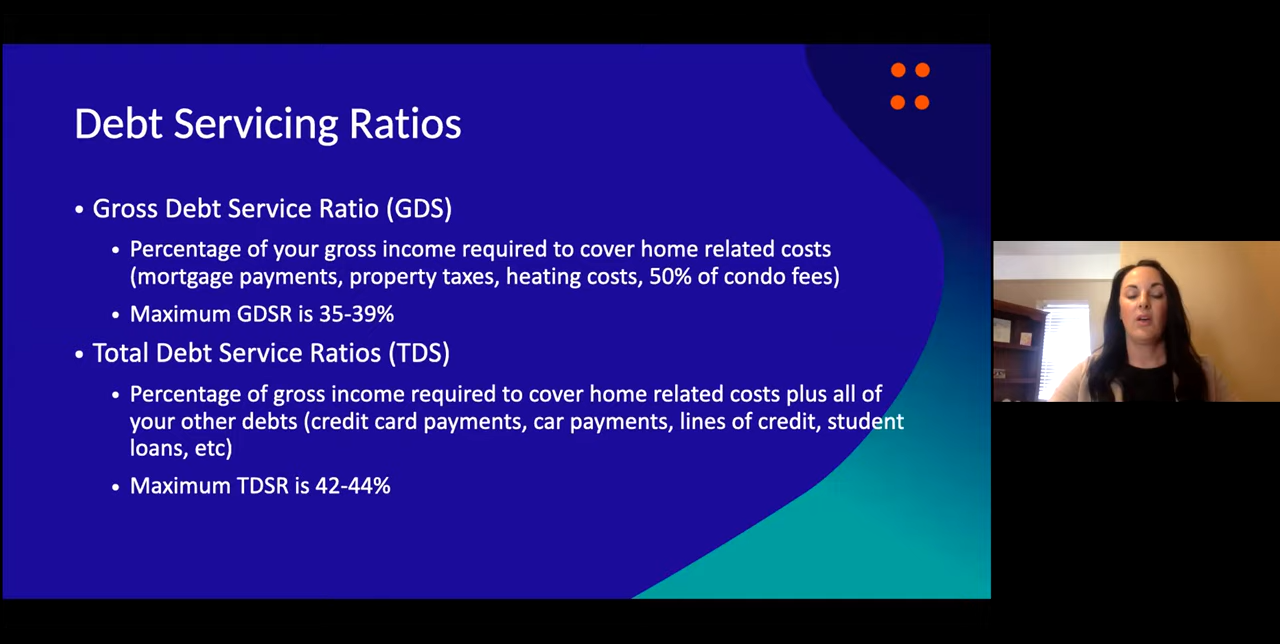 Debt Servicing Ratios
• Gross Debt Service Ratio (GDS)
• Percentage of your gross income required to cover home related costs
(mortgage payments, property taxes, heating costs, 50% of condo fees)
• Maximum GDSR is 35-39%
• Total Debt Service Ratios (TDS)
• Percentage of gross income required to cover home related costs plus all of
your other debts (credit card payments, car payments, lines of credit, student
loans, etc)
• Maximum TDSR is 42-44%